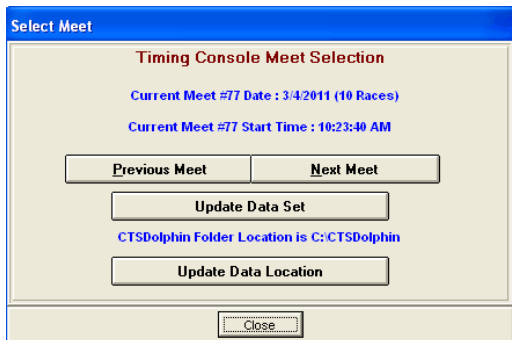 Select Meet
Timing Console Meet Selection
Current Meet #77 Date : 3/4/2011 (10 Races)
Current Meet #77 Start Time : 10:23:40 AM
Previous Meet Next Meet
Update Data Set
CTSDolphin Folder Location is C:\CTSDolphin
Update Data Location
Close